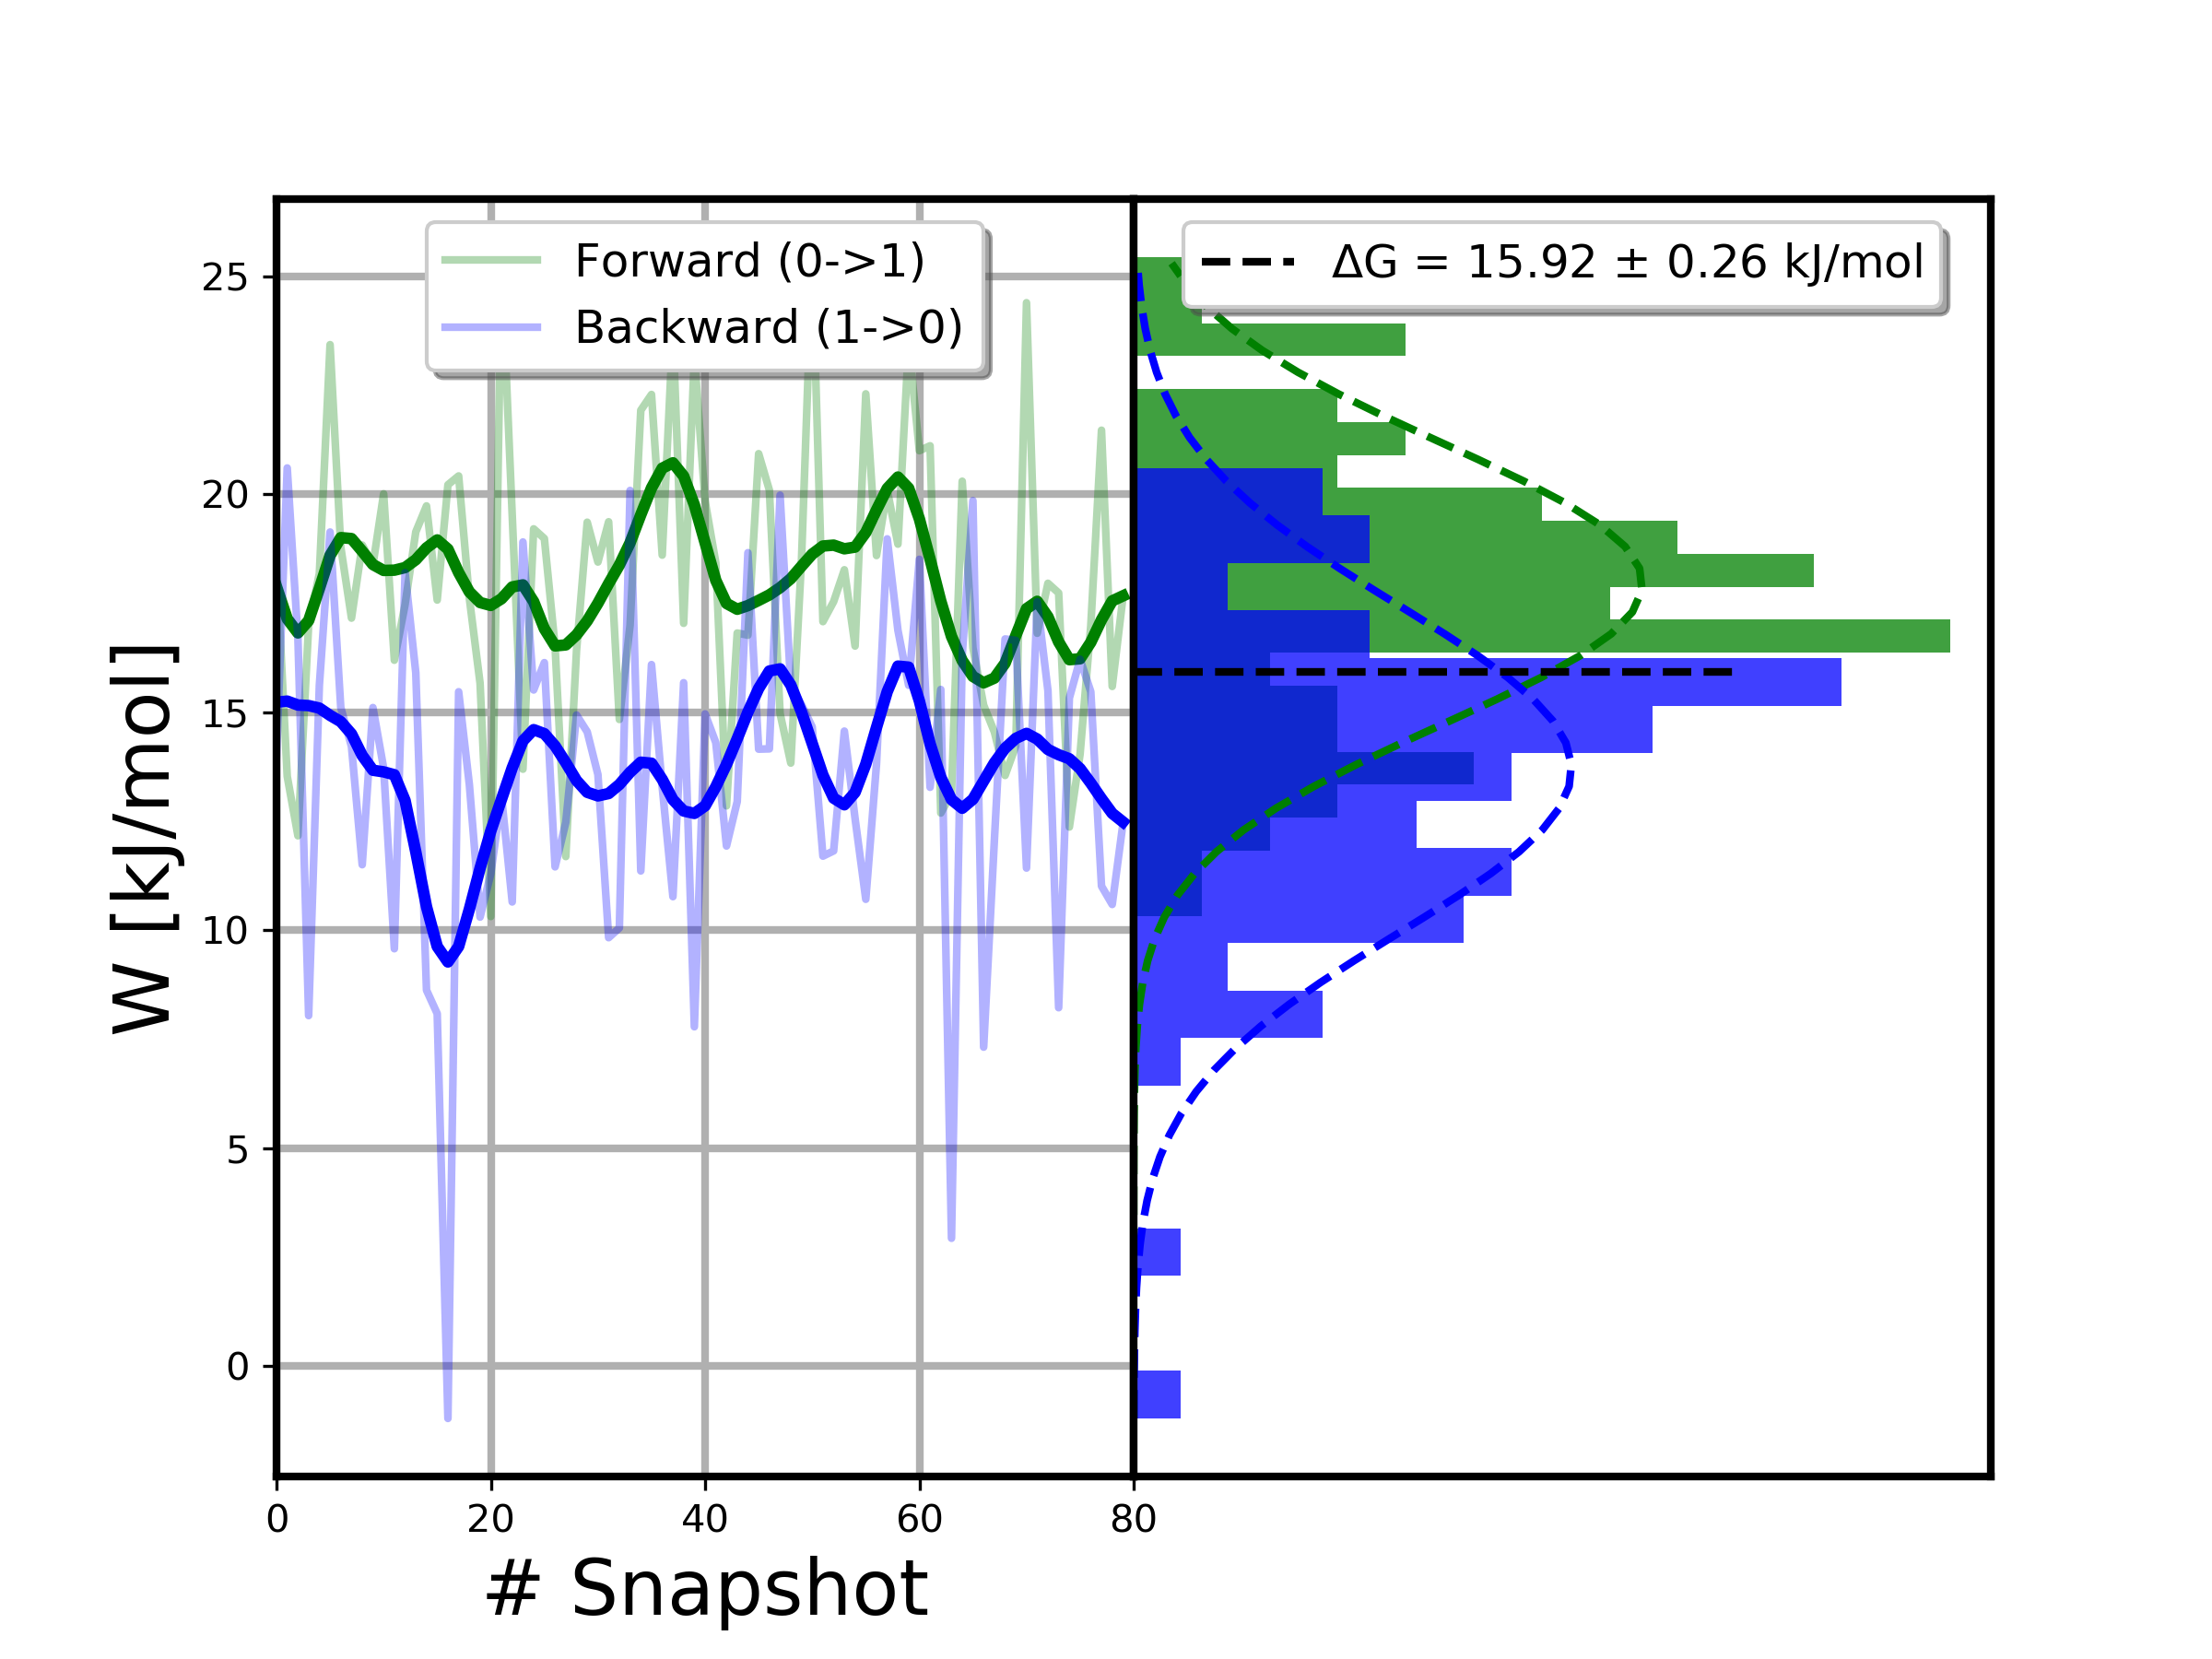 Forward (0->1)
Backward (1->0)
ΔG = 15.92 ± 0.26 kJ/mol
25
20
15
10
5
0
W [kJ/mol]
0
20
40
60
80
# Snapshot